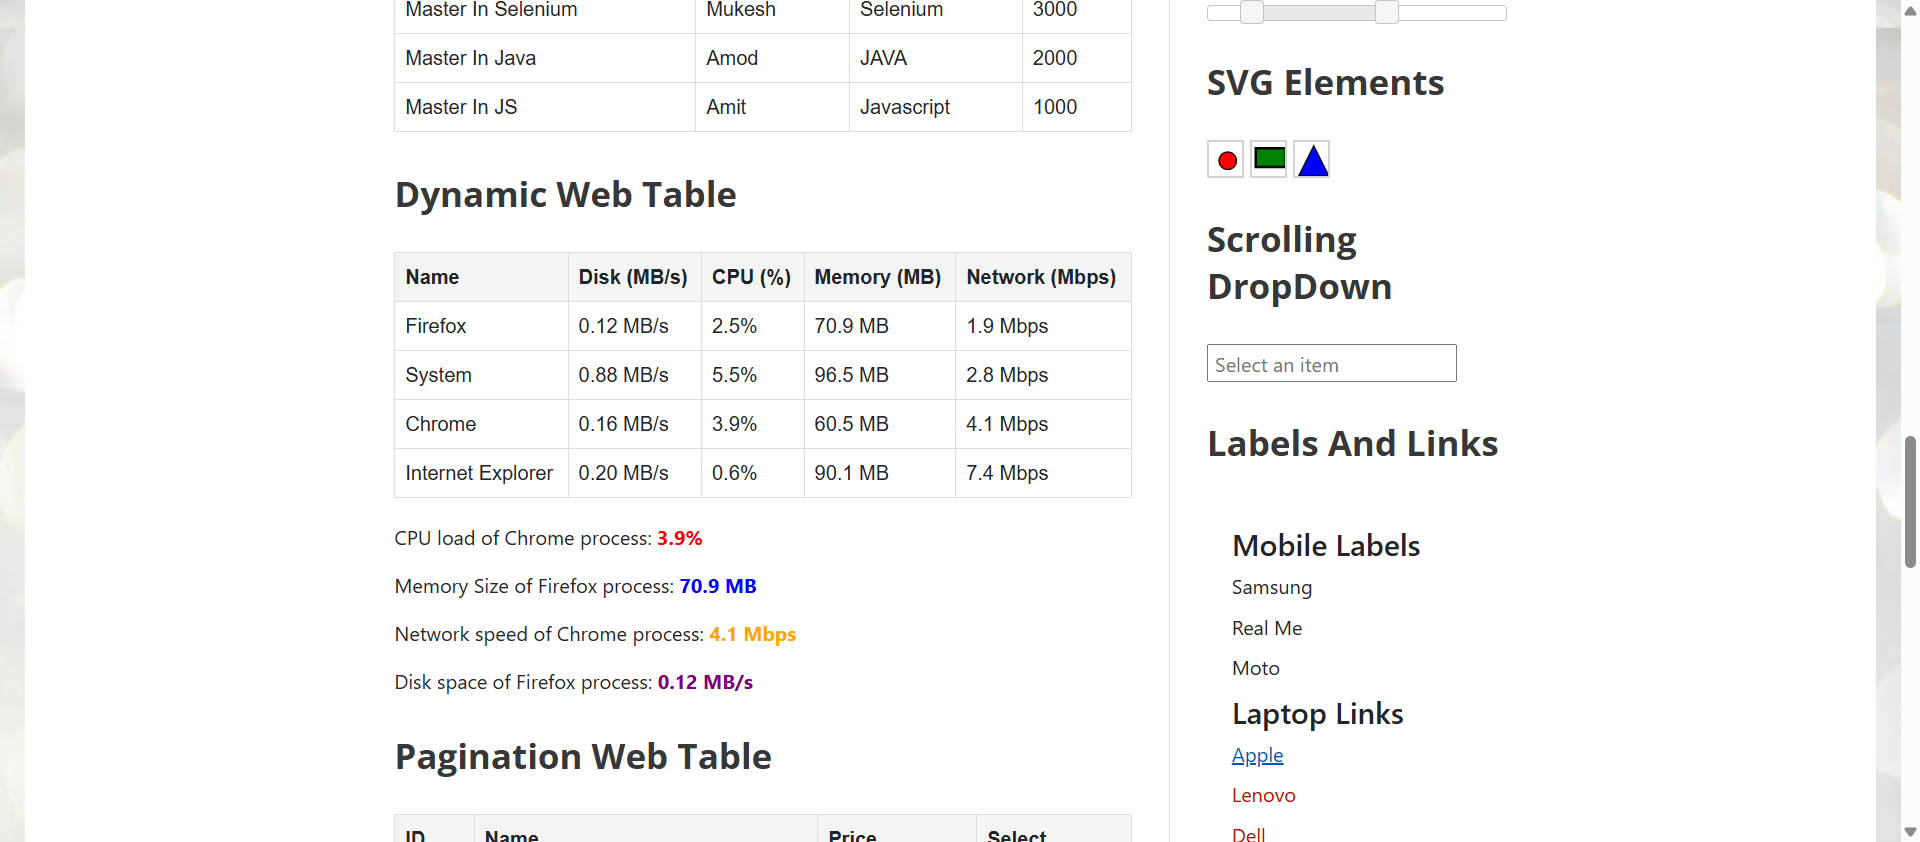 Master In Selenium Mukesh Selenium 3000
Master In Java Amod JAVA 2000
Master In JS Amit Javascript 1000
Dynamic Web Table
Name Disk (MB/s) CPU (%) Memory (MB) Network (Mbps)
Firefox 0.12 MB/s 2.5% 70.9 MB 1.9 Mbps
System 0.88 MB/s 5.5% 96.5 MB 2.8 Mbps
Chrome 0.16 MB/s 3.9% 60.5 MB 4.1 Mbps
Internet Explorer 0.20 MB/s 0.6% 90.1 MB 7.4 Mbps
CPU load of Chrome process: 3.9%
Memory Size of Firefox process: 70.9 MB
Network speed of Chrome process: 4.1 Mbps
Disk space of Firefox process: 0.12 MB/s
Pagination Web Table
ID Name Price Select
SVG Elements
Scrolling
DropDown
Select an item
Labels And Links
Mobile Labels
Samsung
Real Me
Moto
Laptop Links
Apple
Lenovo
Dell